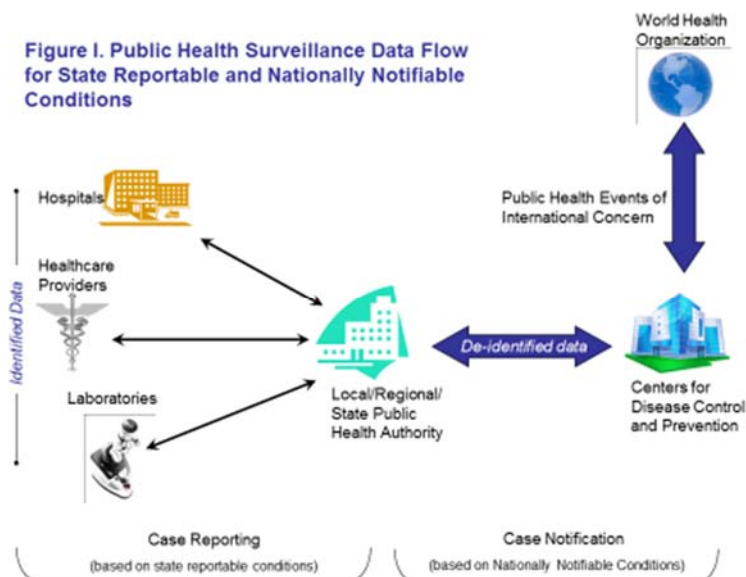 Figure I. Public Health Surveillance Data Flow
for State Reportable and Nationally Notifiable
Conditions
World Health
Organization
Public Health Events of
International Concern
Hospitals
Healthcare
Providers
Identified Data
Laboratories
Local/Regional/
State Public
Health Authority
De-identified data
Centers for
Disease Control
and Prevention
Case Reporting
(based on state reportable conditions)
Case Notification
(based on Nationally Notifiable Conditions)